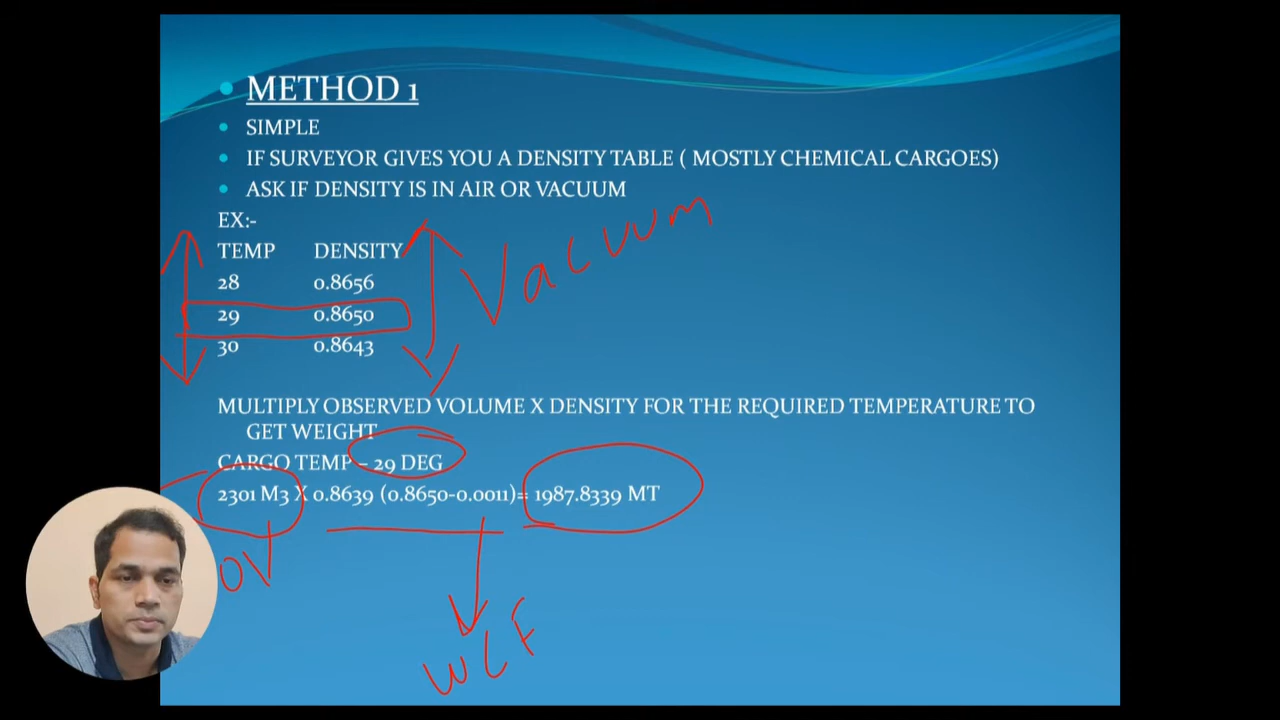 METHOD 1
SIMPLE
IF SURVEYOR GIVES YOU A DENSITY TABLE ( MOSTLY CHEMICAL CARGOES)
ASK IF DENSITY IS IN AIR OR VACUUM
EX:-
TEMP DENSITY
28 0.8656
29 0.8650
30 0.8643
Vacuum
MULTIPLY OBSERVED VOLUME X DENSITY FOR THE REQUIRED TEMPERATURE TO
GET WEIGHT
CARGO TEMP – 29 DEG
2301 M3 X 0.8639 (0.8650-0.0011)= 1987.8339 MT
OV
WCF